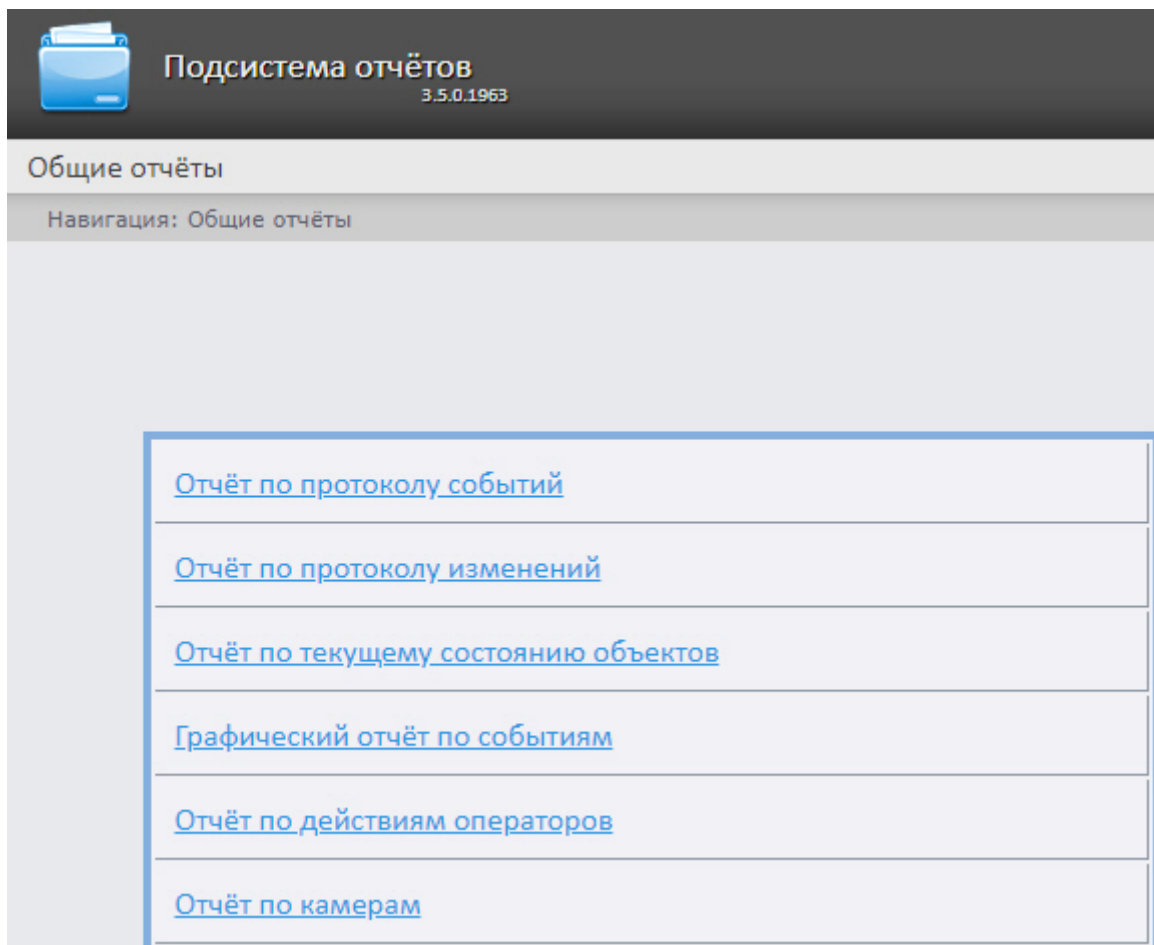 Подсистема отчётов
3.5.0.1963
Общие отчёты
Навигация: Общие отчёты
Отчёт по протоколу событий
Отчёт по протоколу изменений
Отчёт по текущему состоянию объектов
Графический отчёт по событиям
Отчёт по действиям операторов
Отчёт по камерам